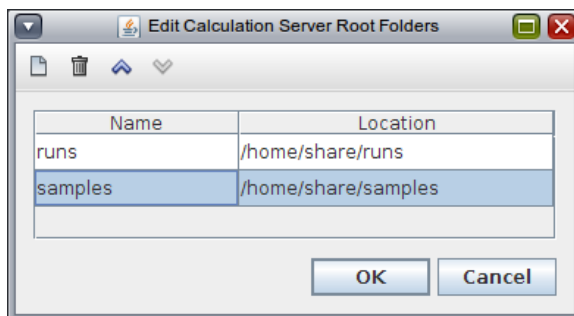 Edit Calculation Server Root Folders
Name Location
runs /home/share/runs
samples /home/share/samples
OK Cancel